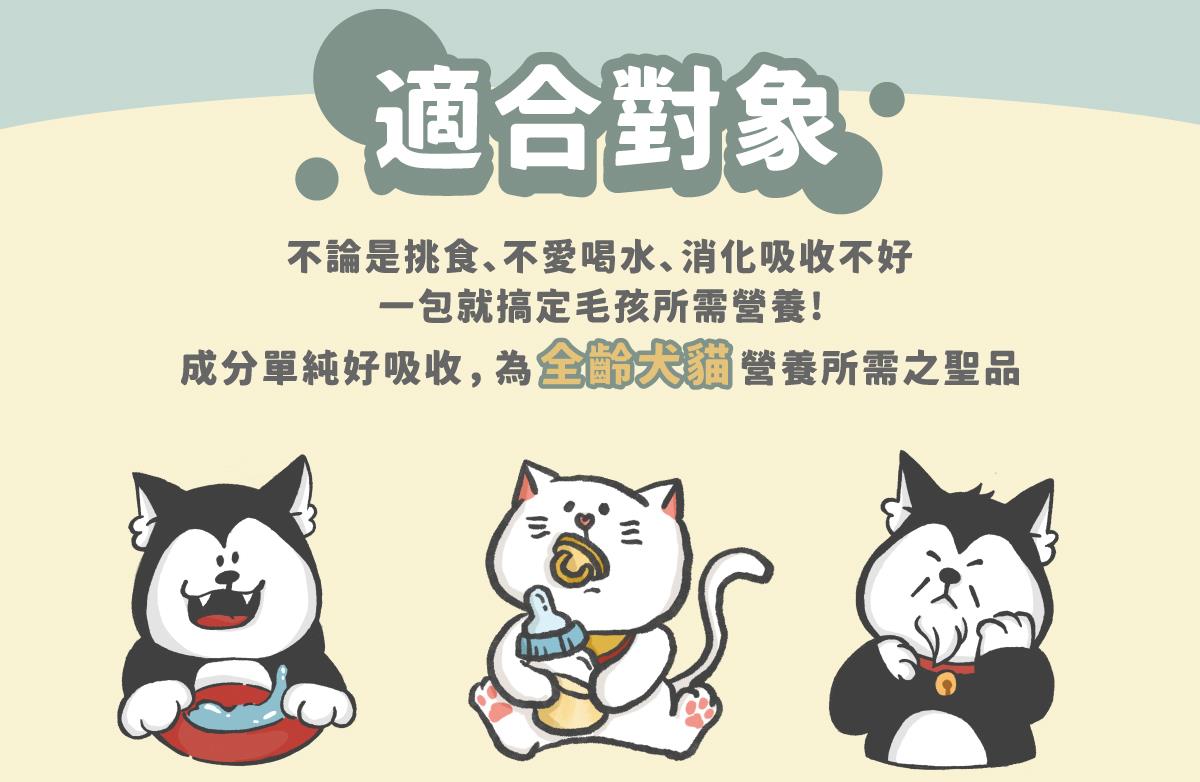 適合對象
不論是挑食、不愛喝水、消化吸收不好
一包就搞定毛孩所需營養!
成分單純好吸收,為全齡犬貓營養所需之聖品